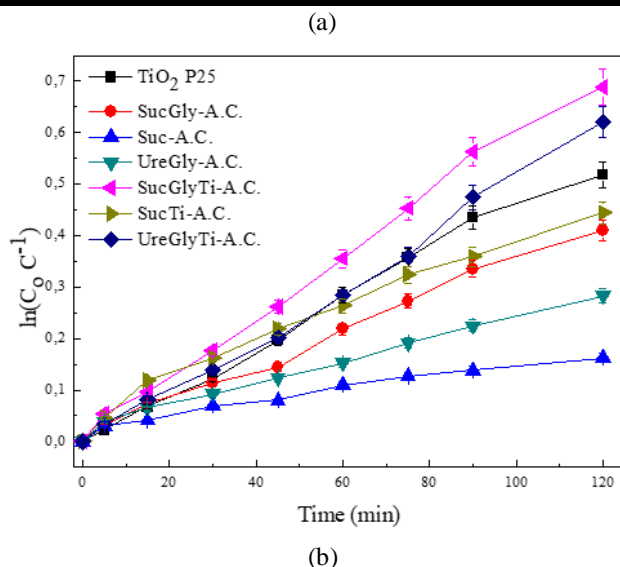 (a)
0,7
0,6
0,5
0,4
0,3
0,2
0,1
0,0
ln(C₀ C⁻¹)
TiO₂ P25
SucGly-A.C.
Suc-A.C.
UreGly-A.C.
SucGlyTi-A.C.
SucTi-A.C.
UreGlyTi-A.C.
0 20 40 60 80 100 120
Time (min)
(b)